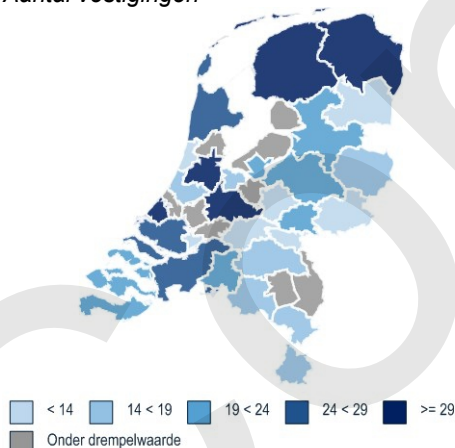 Aantal vestigingen
< 14 14 < 19 19 < 24 24 < 29 >= 29
Onder drempelwaarde